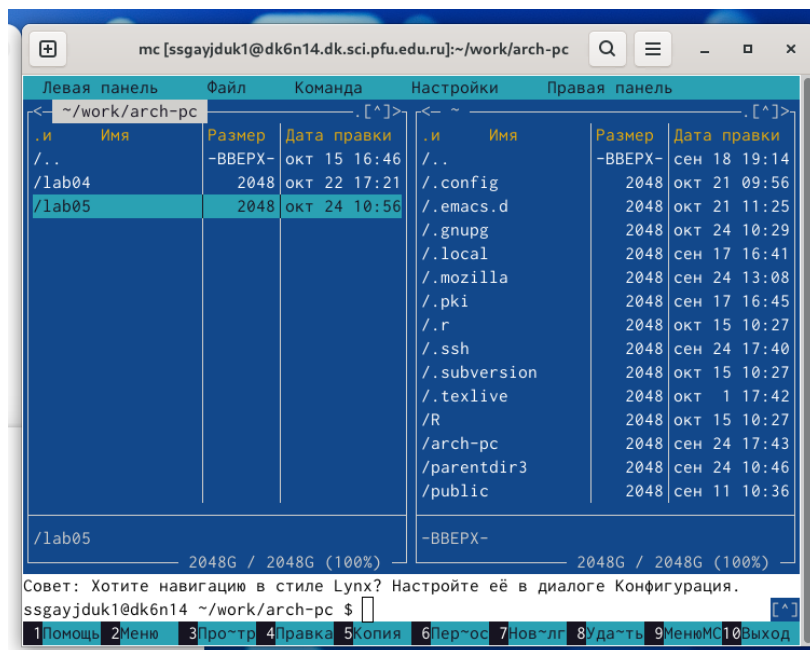 mc [ssgayjduk1@dk6n14.dk.sci.pfu.edu.ru]:~/work/arch-pc
Левая панель Файл Команда Настройки Правая панель
<— ~/work/arch-pc .[^]> <— ~ .[^]>
.и Имя Размер Дата правки .и Имя Размер Дата правки
/.. -ВВЕРХ- окт 15 16:46 /.. -ВВЕРХ- сен 18 19:14
/lab04 2048 окт 22 17:21 /.config 2048 окт 21 09:56
/lab05 2048 окт 24 10:56 /.emacs.d 2048 окт 21 11:25
/.gnupg 2048 окт 24 10:29
/.local 2048 сен 17 16:41
/.mozilla 2048 сен 24 13:08
/.pki 2048 сен 17 16:45
/.r 2048 окт 15 10:27
/.ssh 2048 сен 24 17:40
/.subversion 2048 окт 15 10:27
/.texlive 2048 окт 1 17:42
/R 2048 окт 15 10:27
/arch-pc 2048 сен 24 17:43
/parentdir3 2048 сен 24 10:46
/public 2048 сен 11 10:36
/lab05 -ВВЕРХ-
2048G / 2048G (100%) 2048G / 2048G (100%)
Совет: Хотите навигацию в стиле Lynx? Настройте её в диалоге Конфигурация.
ssgayjduk1@dk6n14 ~/work/arch-pc $ [^]
1Помощь 2Меню 3Про~тр 4Правка 5Копия 6Пер~ос 7Нов~лг 8Уда~ть 9МенюMC 10Выход